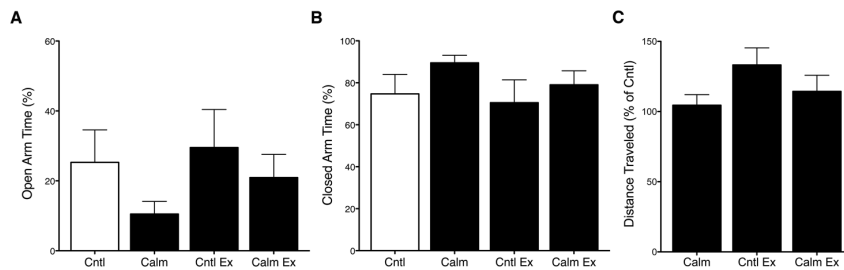 A
Open Arm Time (%)
60
40
20
0
Cntl Calm Cntl Ex Calm Ex
B
Closed Arm Time (%)
100
80
60
40
20
0
Cntl Calm Cntl Ex Calm Ex
C
Distance Traveled (% of Cntl)
150
100
50
0
Calm Cntl Ex Calm Ex